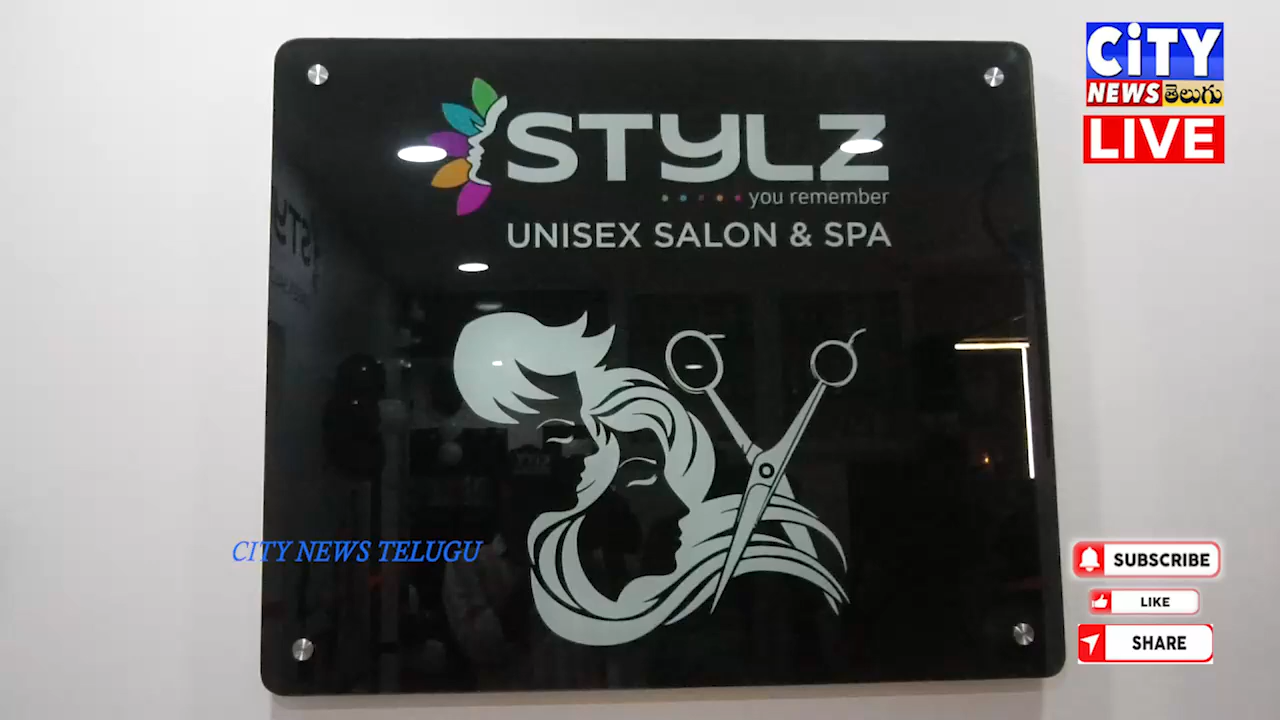 STYLZ
you remember
UNISEX SALON & SPA
CITY NEWS TELUGU
CiTY
NEWS తెలుగు
LIVE
SUBSCRIBE
LIKE
SHARE